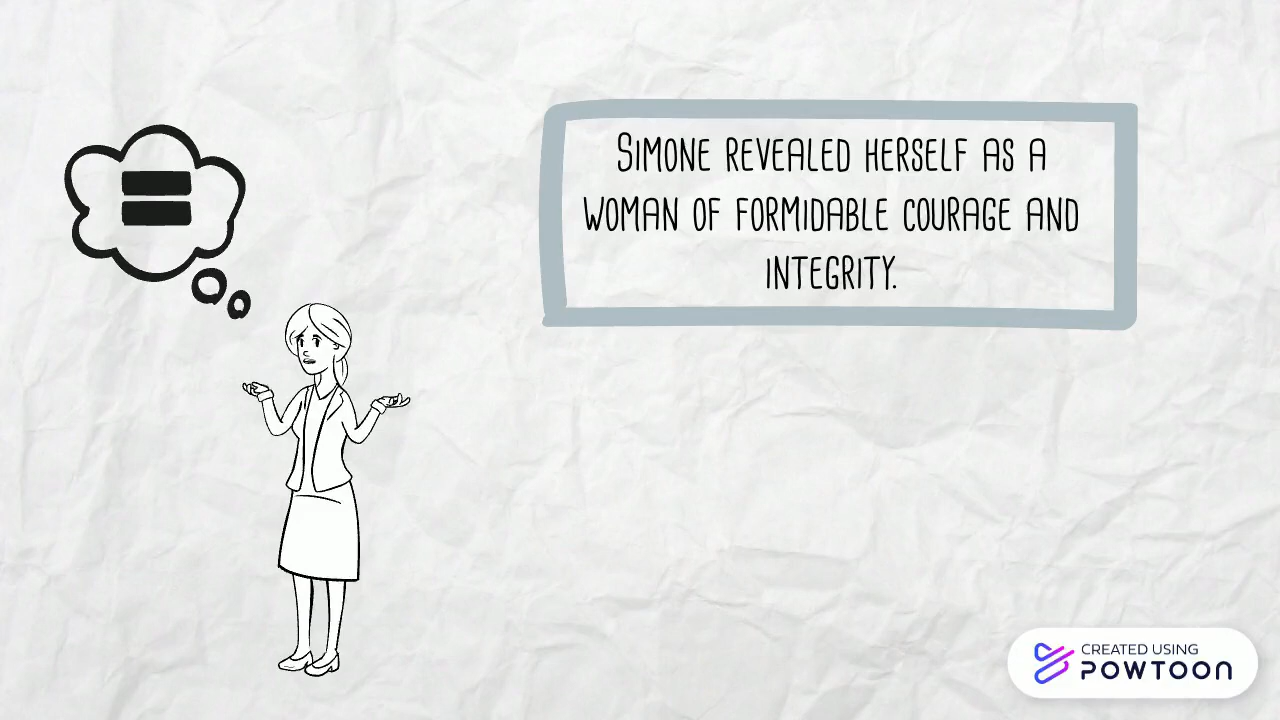 Simone revealed herself as a
woman of formidable courage and
integrity.
CREATED USING
POWTOON